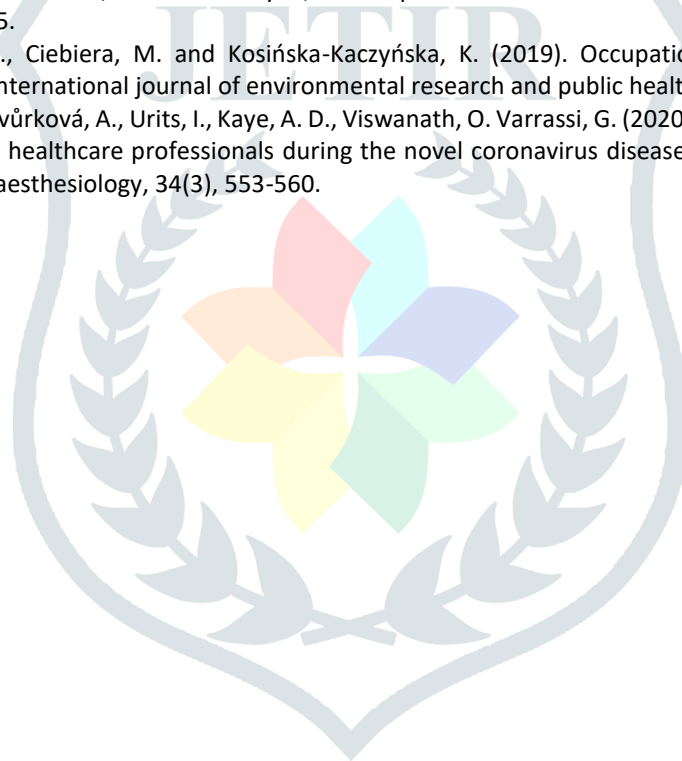 5.
., Ciebiera, M. and Kosińska-Kaczyńska, K. (2019). Occupatio
nternational journal of environmental research and public healt
vůrková, A., Urits, I., Kaye, A. D., Viswanath, O. Varrassi, G. (2020
healthcare professionals during the novel coronavirus disease
aesthesiology, 34(3), 553-560.
JETIR